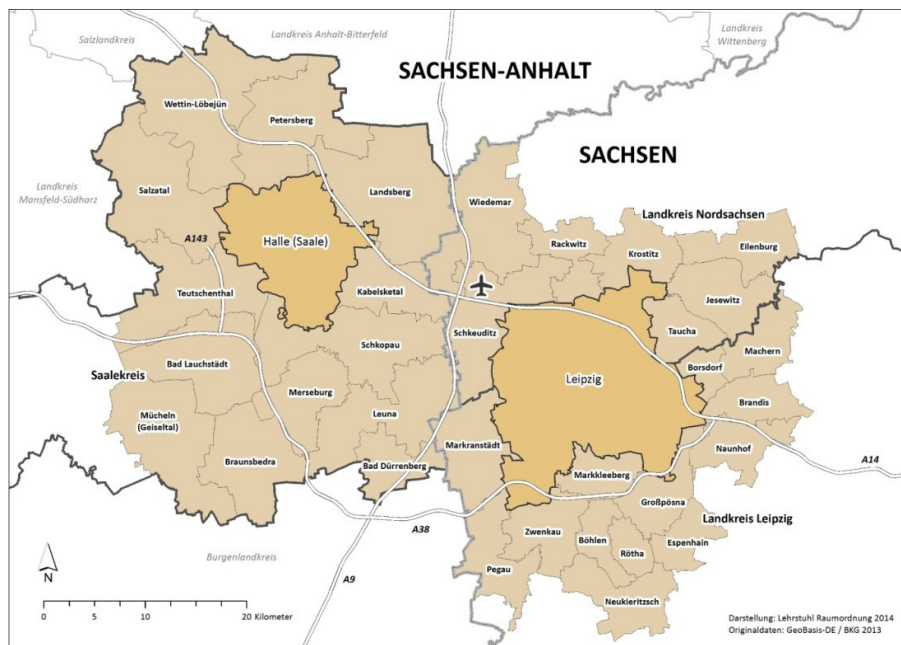 Salzlandkreis
Landkreis Anhalt-Bitterfeld
Landkreis
Wittenberg
SACHSEN-ANHALT
Wettin-Löbejün
Petersberg
SACHSEN
Landkreis
Mansfeld-Südharz
Salzatal
Landsberg
Wiedemar
Landkreis Nordsachsen
A143
Halle (Saale)
Rackwitz
Krostitz
Eilenburg
Teutschenthal
Kabelsketal
Jesewitz
Schkeuditz
Taucha
Schkopau
Bad Lauchstädt
Saalekreis
Machern
Borsdorf
Leipzig
Merseburg
Brandis
Leuna
Mücheln
(Geiseltal)
Markranstädt
Naunhof
Braunsbedra
Bad Dürrenberg
Markkleeberg
A14
Großpösna
A38
Landkreis Leipzig
Zwenkau
Böhlen
Espenhain
Rötha
Burgenlandkreis
Pegau
A9
Neukieritzsch
N
0 5 10 20 Kilometer
Darstellung: Lehrstuhl Raumordnung 2014
Originaldaten: GeoBasis-DE / BKG 2013